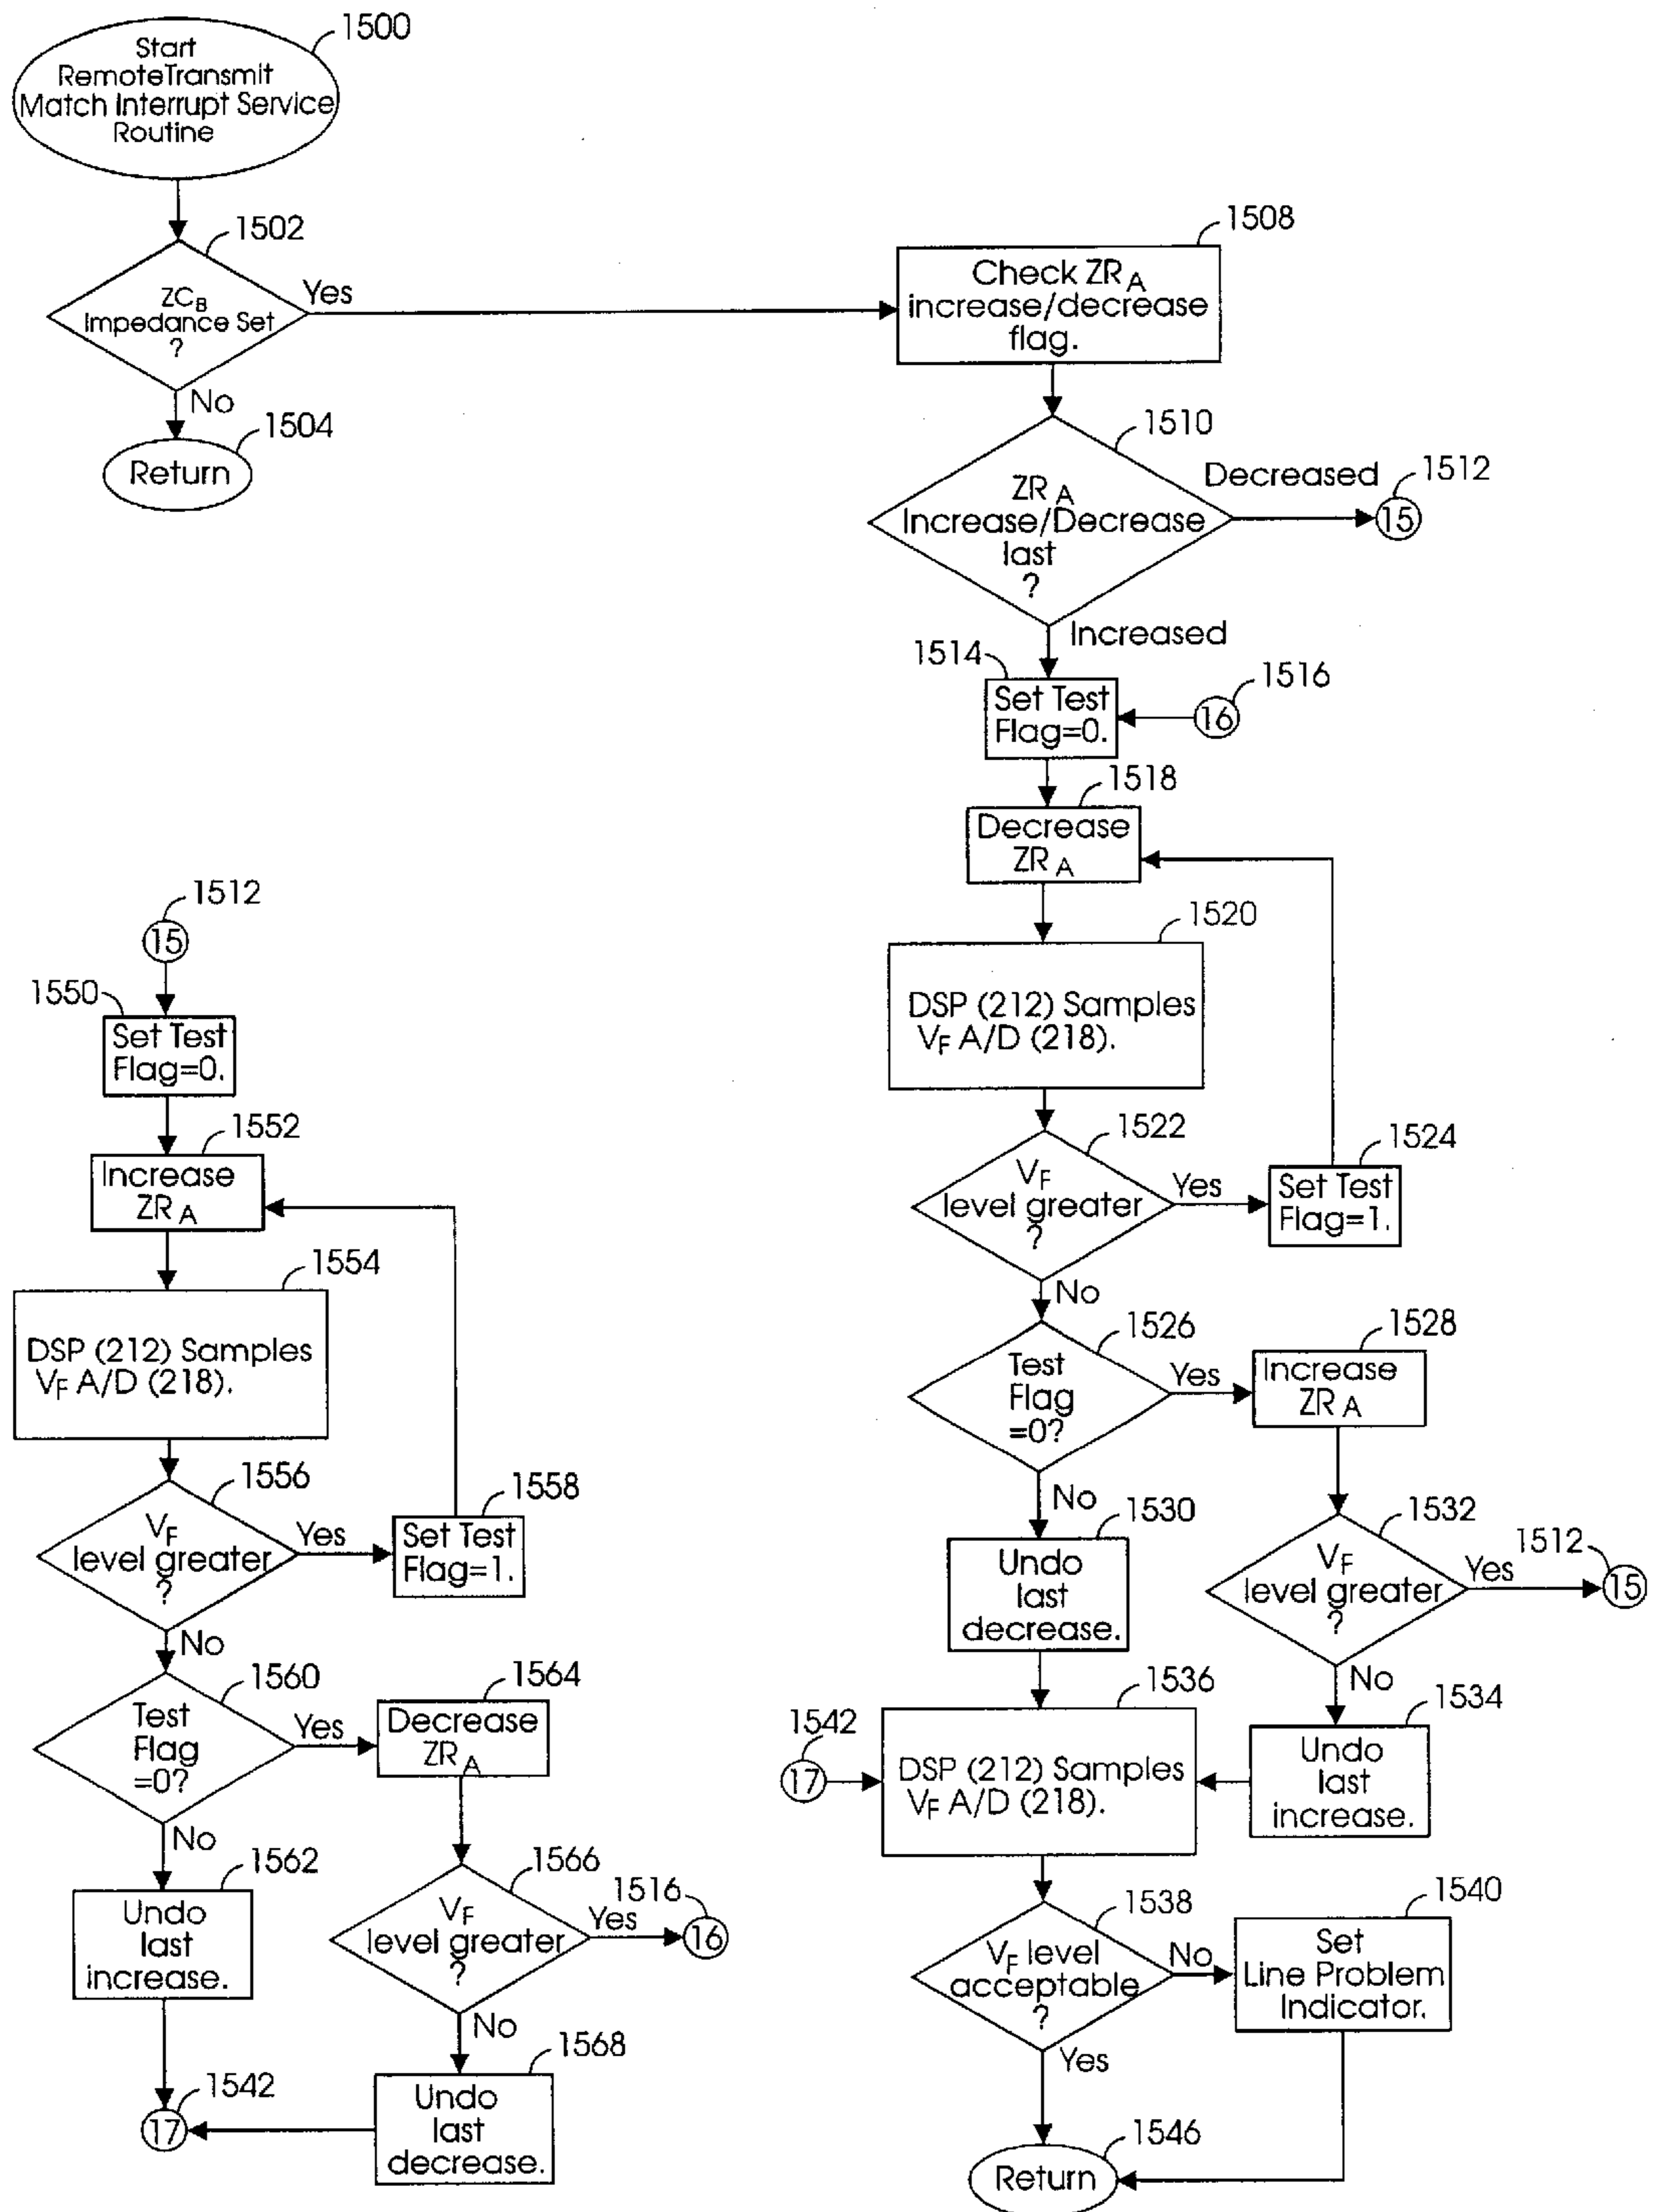 1500
Start
RemoteTransmit
Match Interrupt Service
Routine
1502
ZCB
Impedance Set
?
Yes
No
1504
Return
1508
Check ZR A
increase/decrease
flag.
1510
ZR A
Increase/Decrease
last
?
Decreased
1512
15
Increased
1514
Set Test
Flag=0.
1516
16
1518
Decrease
ZR A
1520
DSP (212) Samples
VF A/D (218).
1522
VF
level greater
?
Yes
1524
Set Test
Flag=1.
No
1526
Test
Flag
=0?
Yes
1528
Increase
ZR A
No
1530
Undo
last
decrease.
1532
VF
level greater
?
Yes
1512
15
No
1534
Undo
last
increase.
1536
1542
17
DSP (212) Samples
VF A/D (218).
1538
VF level
acceptable
?
No
1540
Set
Line Problem
Indicator.
Yes
1546
Return
1512
15
1550
Set Test
Flag=0.
1552
Increase
ZR A
1554
DSP (212) Samples
VF A/D (218).
1556
VF
level greater
?
Yes
1558
Set Test
Flag=1.
No
1560
Test
Flag
=0?
Yes
1564
Decrease
ZR A
No
1562
Undo
last
increase.
1566
VF
level greater
?
Yes
1516
16
No
1568
Undo
last
decrease.
1542
17